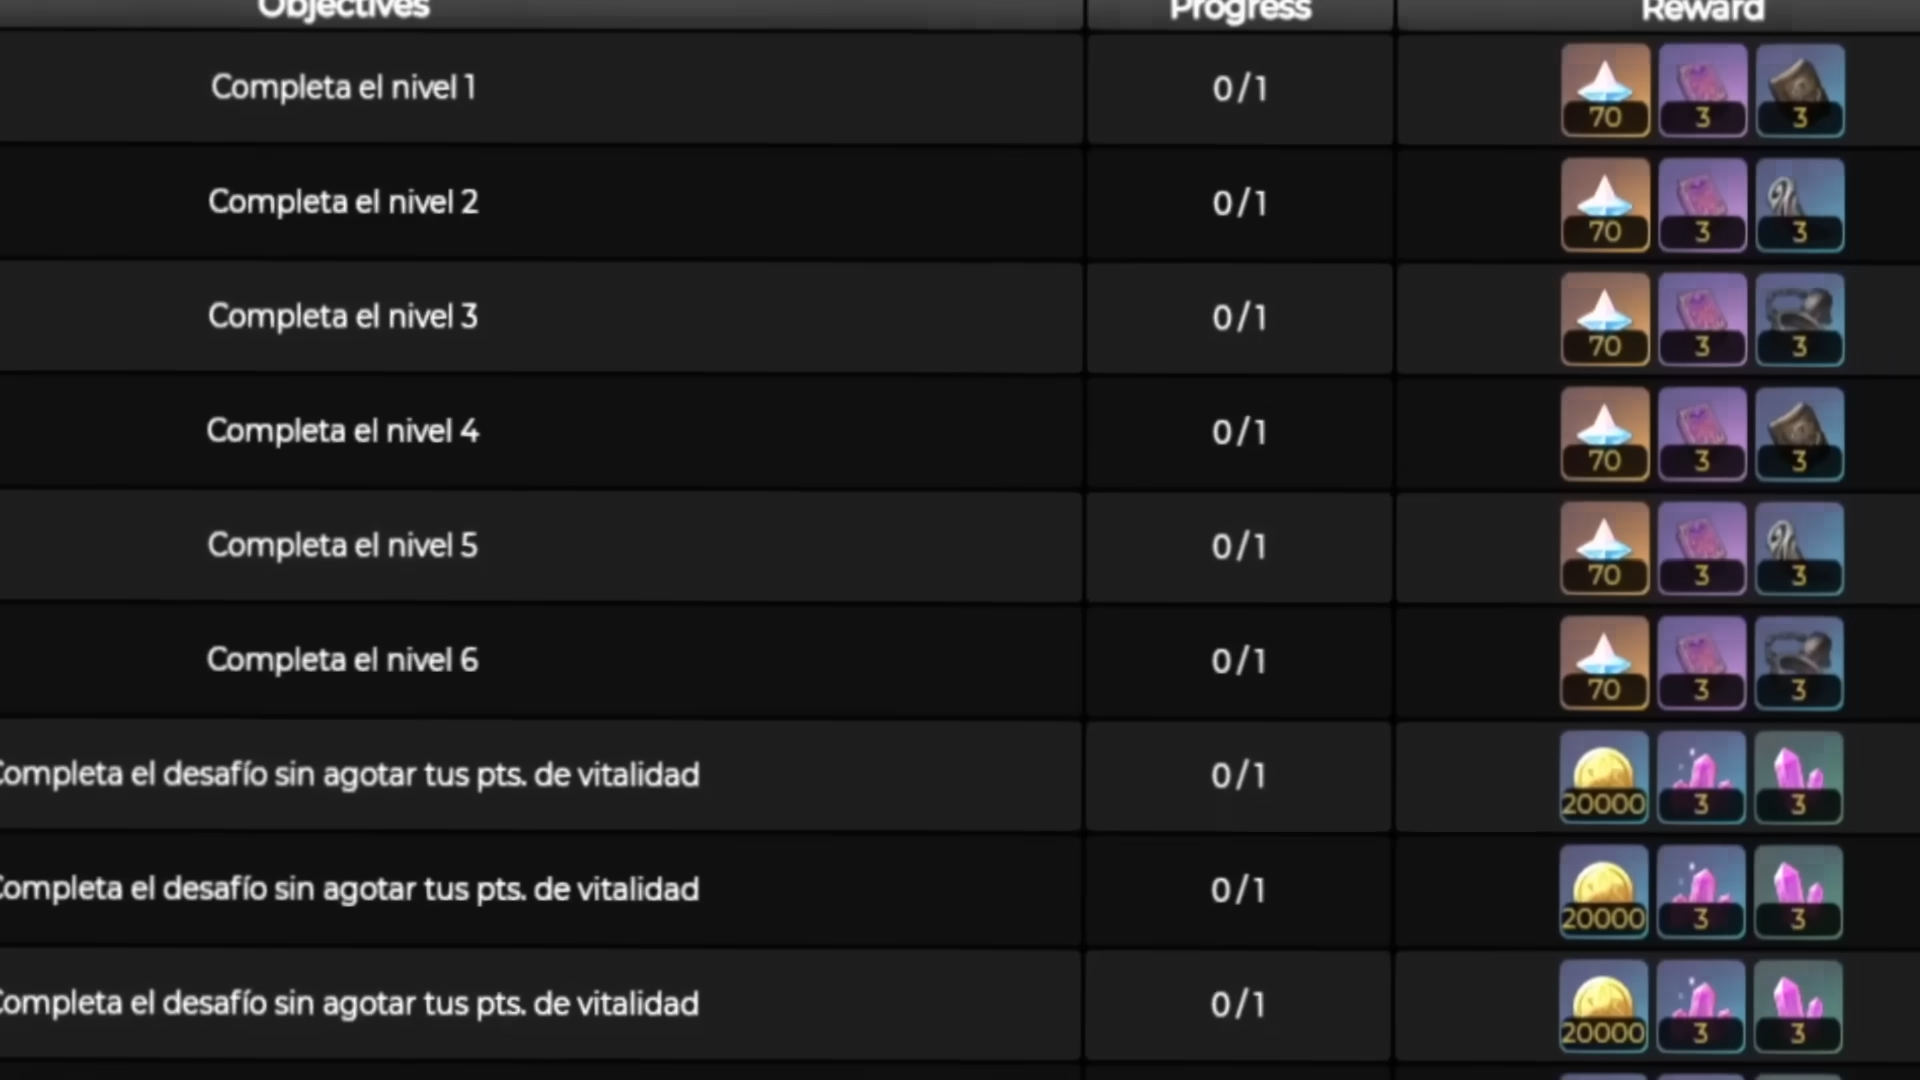 Objectives Progress Reward
Completa el nivel 1 0/1 70 3 3
Completa el nivel 2 0/1 70 3 3
Completa el nivel 3 0/1 70 3 3
Completa el nivel 4 0/1 70 3 3
Completa el nivel 5 0/1 70 3 3
Completa el nivel 6 0/1 70 3 3
Completa el desafío sin agotar tus pts. de vitalidad 0/1 20000 3 3
Completa el desafío sin agotar tus pts. de vitalidad 0/1 20000 3 3
Completa el desafío sin agotar tus pts. de vitalidad 0/1 20000 3 3